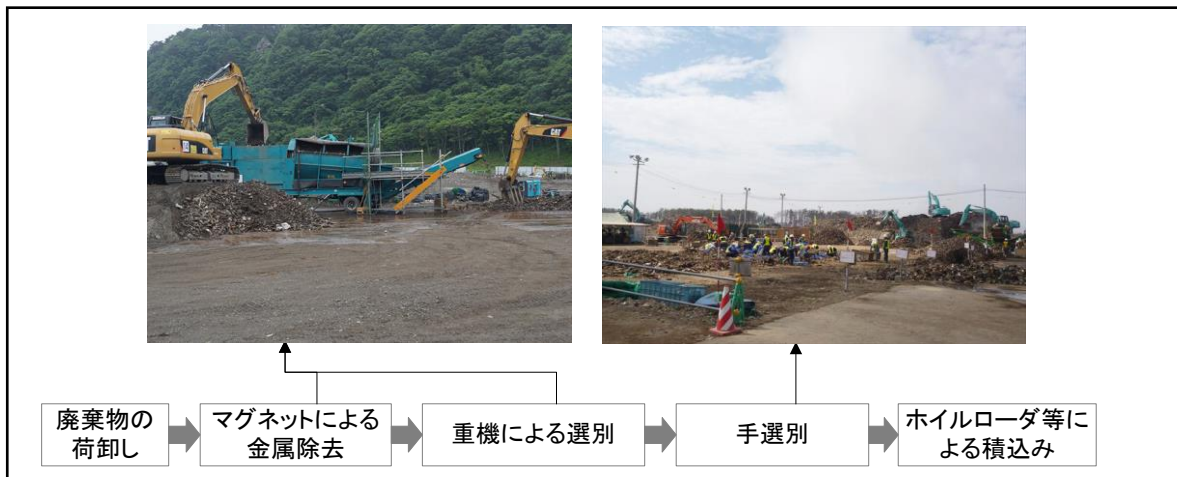 CAT
廃棄物の
荷卸し
マグネットによる
金属除去
重機による選別
手選別
ホイルローダ等に
よる積込み